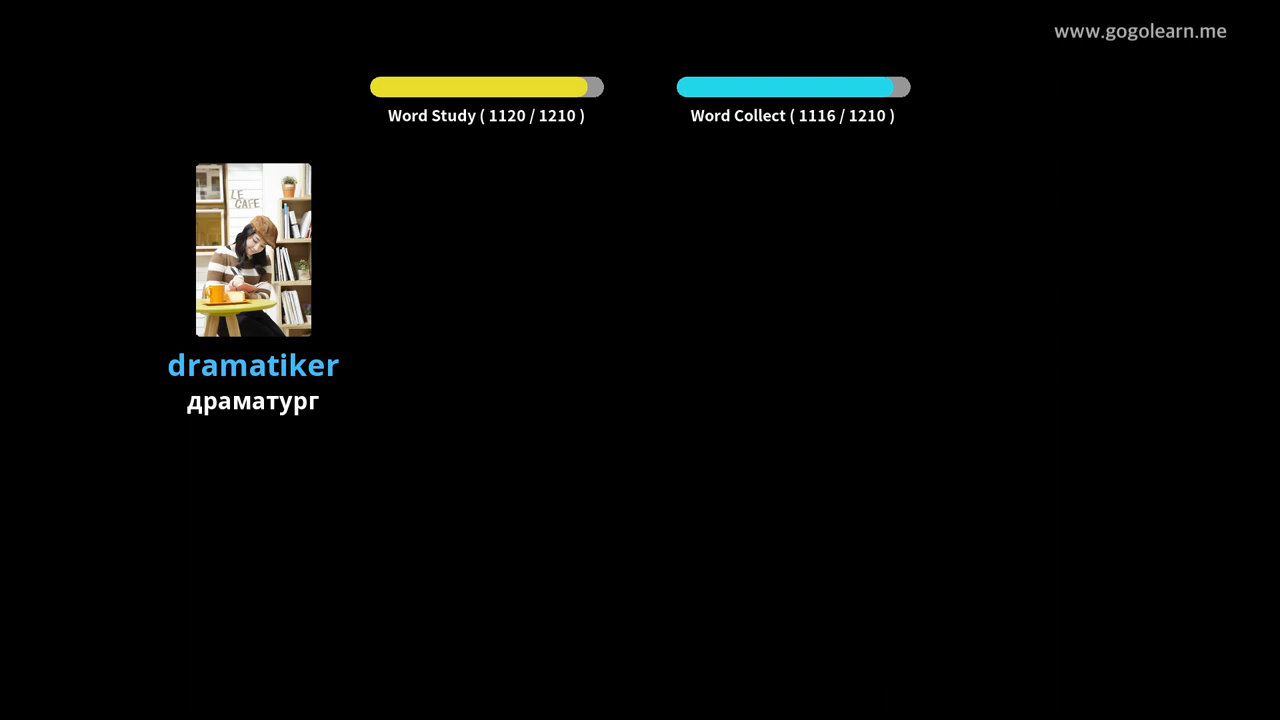 www.gogolearn.me
Word Study ( 1120 / 1210 )
Word Collect ( 1116 / 1210 )
LE
CAFE
dramatiker
драматург